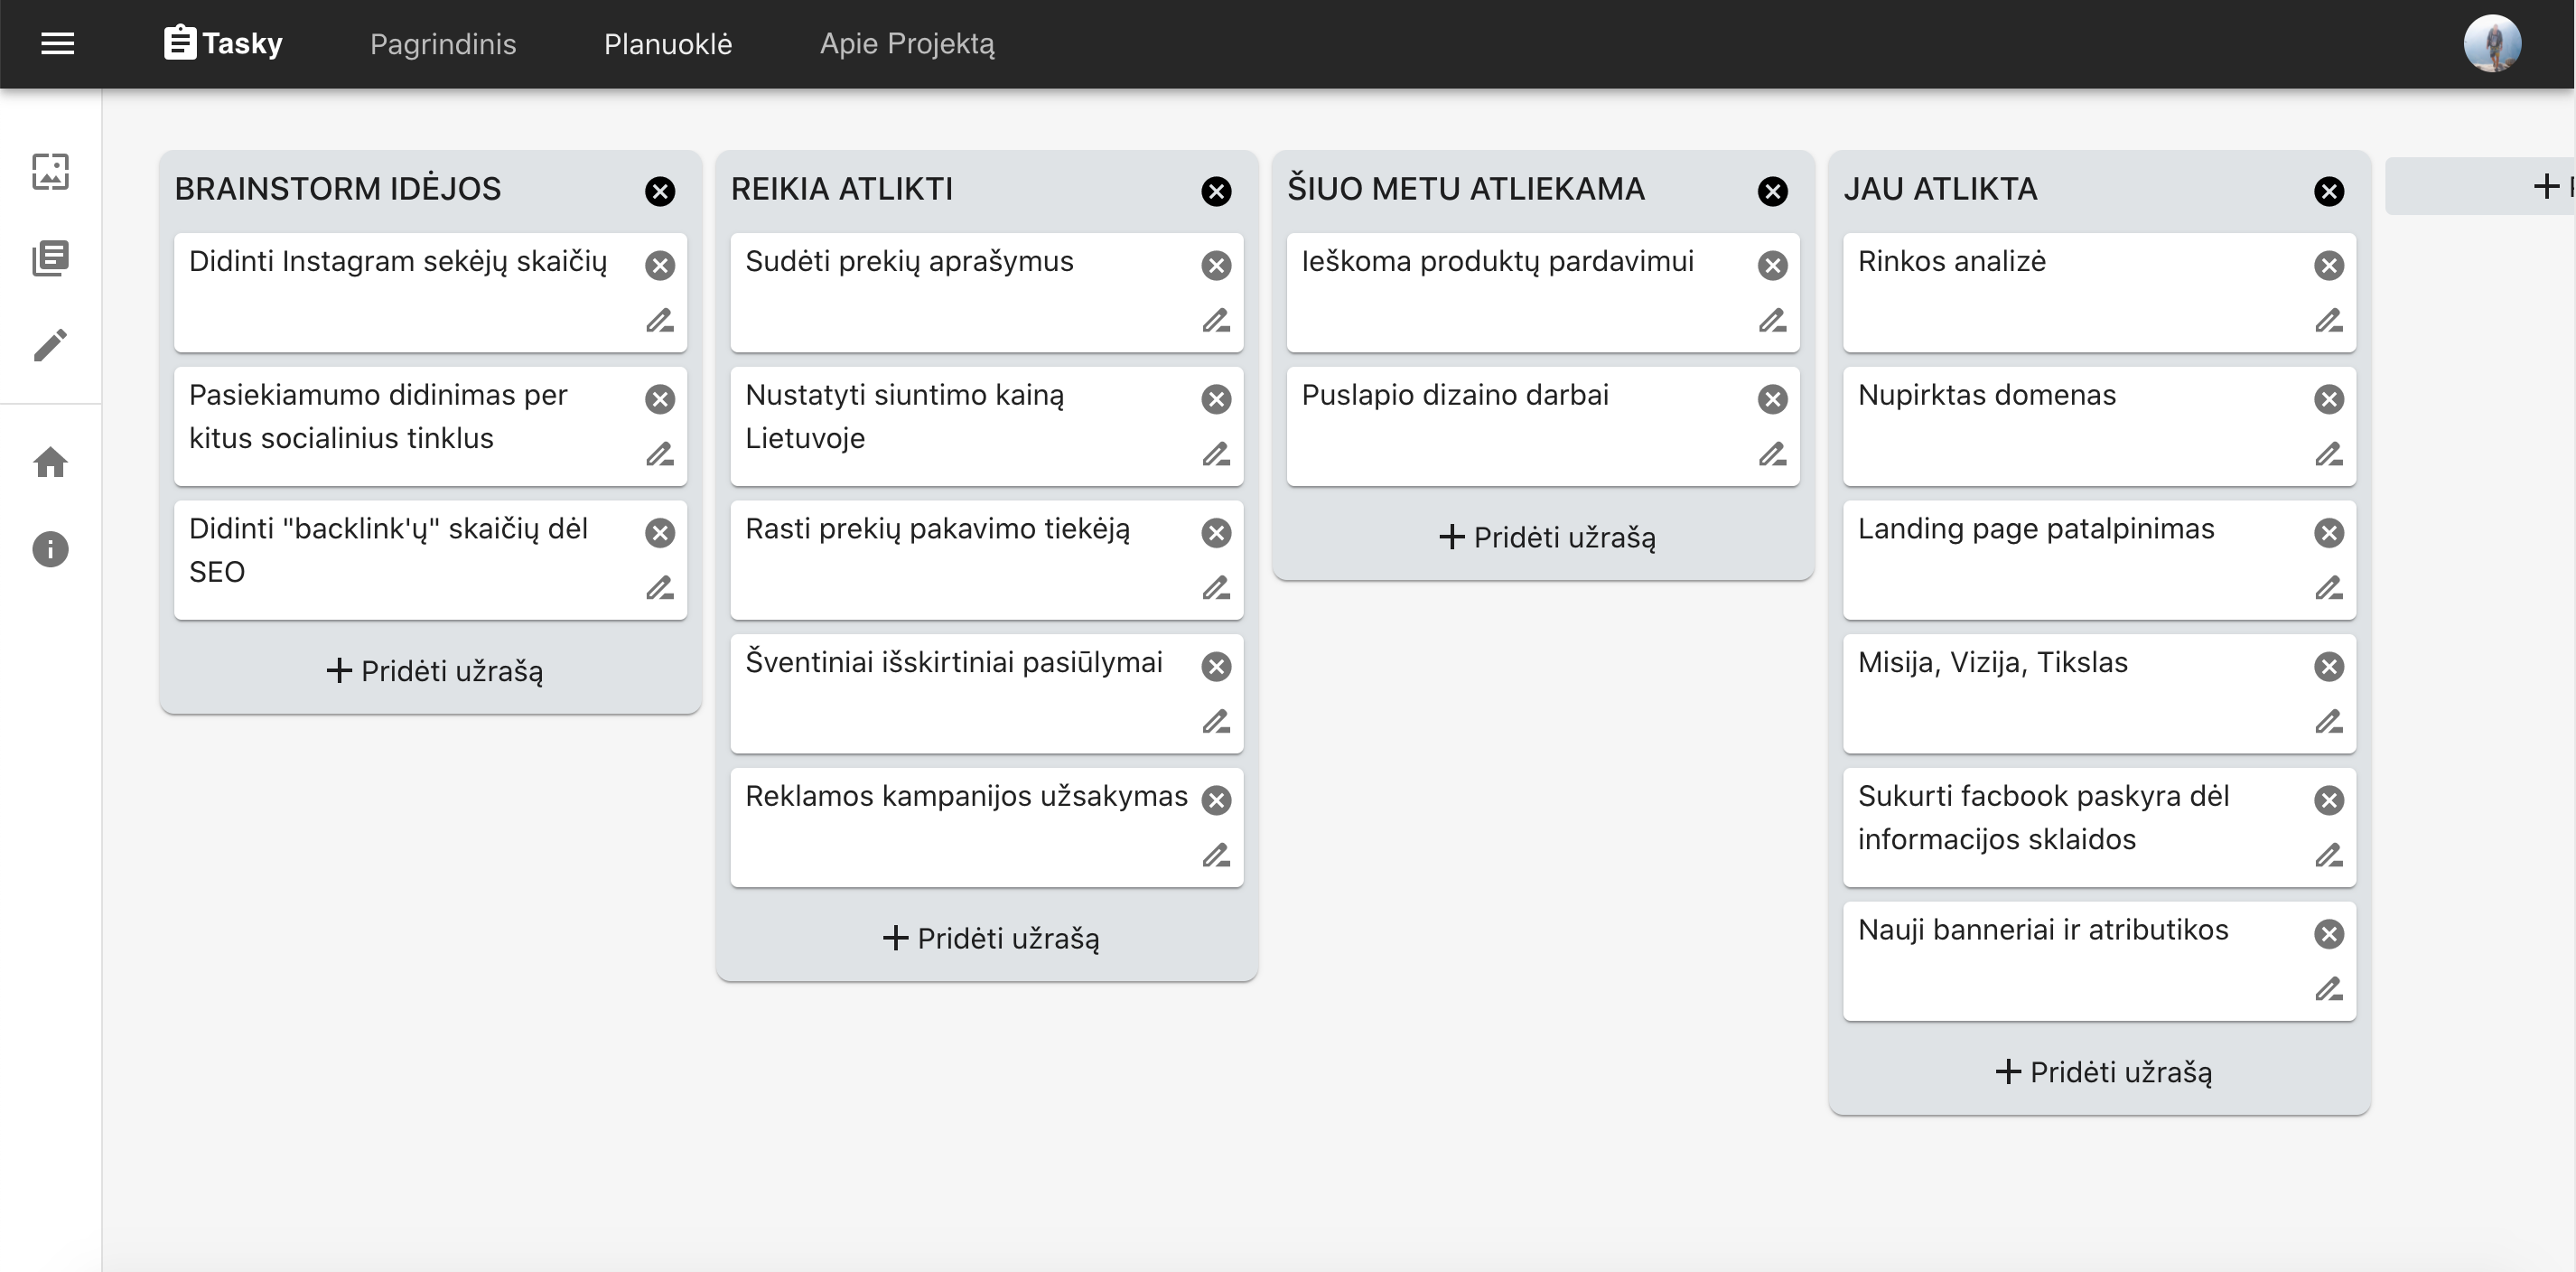 Tasky
Pagrindinis
Planuoklė
Apie Projektą
BRAINSTORM IDĖJOS
Didinti Instagram sekėjų skaičių
Pasiekiamumo didinimas per
kitus socialinius tinklus
Didinti "backlink'ų" skaičių dėl
SEO
Pridėti užrašą
REIKIA ATLIKTI
Sudėti prekių aprašymus
Nustatyti siuntimo kainą
Lietuvoje
Rasti prekių pakavimo tiekėją
Šventiniai išskirtiniai pasiūlymai
Reklamos kampanijos užsakymas
Pridėti užrašą
ŠIUO METU ATLIEKAMA
Ieškoma produktų pardavimui
Puslapio dizaino darbai
Pridėti užrašą
JAU ATLIKTA
Rinkos analizė
Nupirktas domenas
Landing page patalpinimas
Misija, Vizija, Tikslas
Sukurti facbook paskyra dėl
informacijos sklaidos
Nauji banneriai ir atributikos
Pridėti užrašą